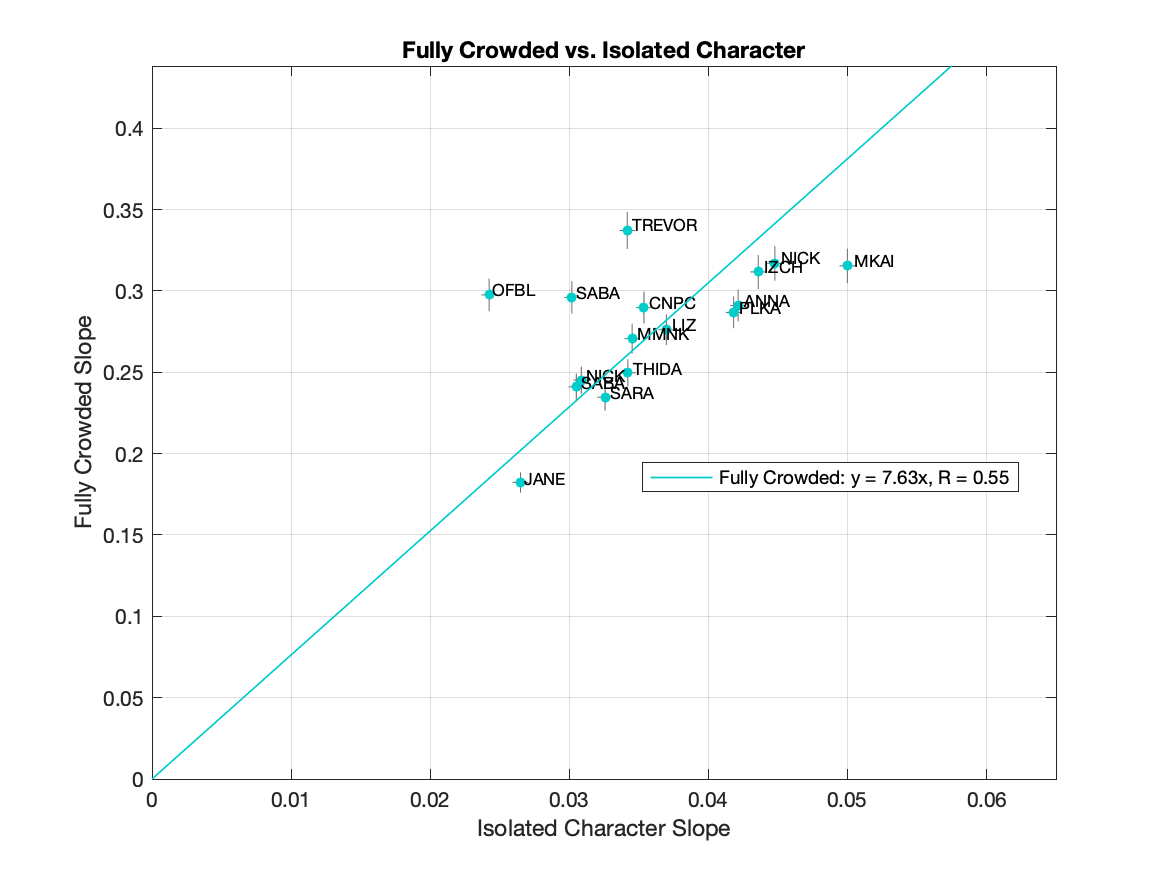 Fully Crowded vs. Isolated Character
Fully Crowded Slope
0.4
0.35
0.3
0.25
0.2
0.15
0.1
0.05
0
TREVOR
NICK
IZCH
MKAI
OFBL
SABA
CNPC
ANNA
PLKA
LIZ
MMNK
THIDA
NICK
SABA
SARA
JANE
Fully Crowded: y = 7.63x, R = 0.55
0
0.01
0.02
0.03
0.04
0.05
0.06
Isolated Character Slope